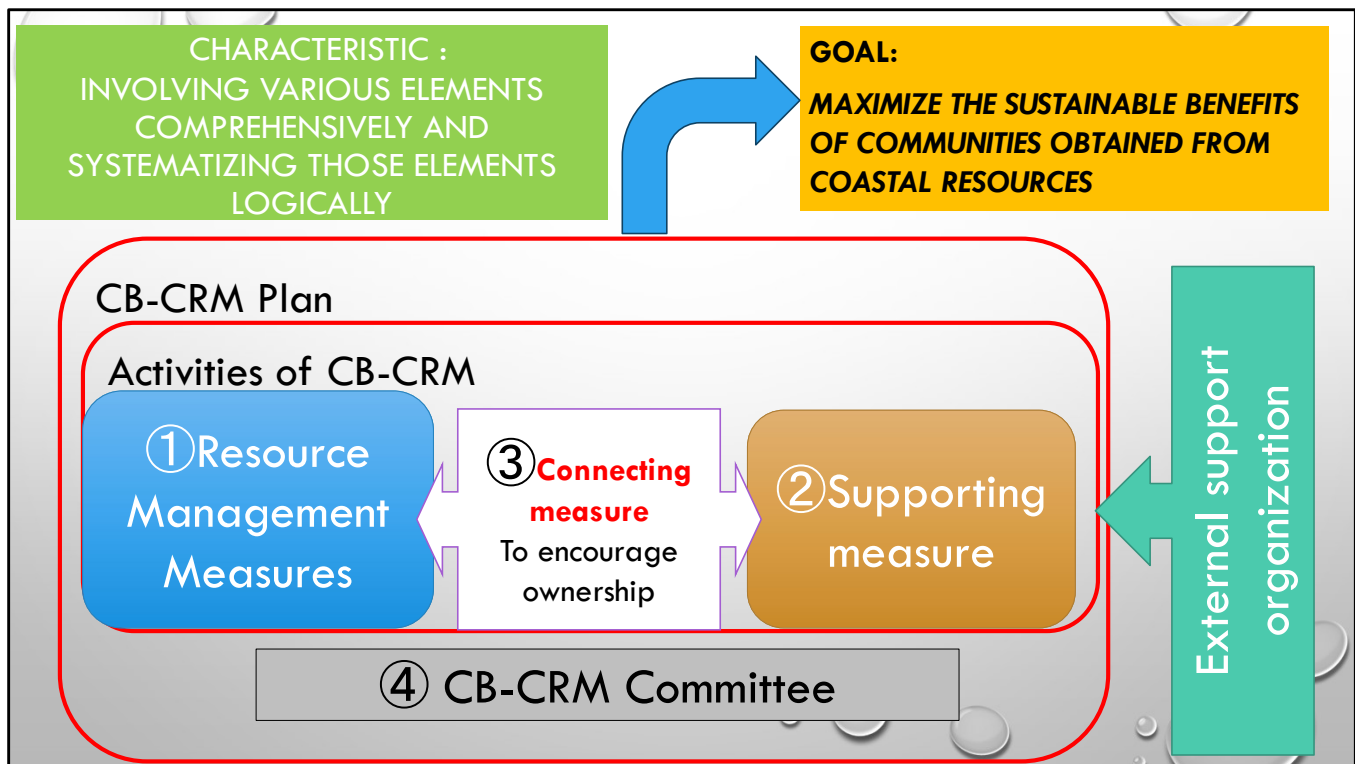 CHARACTERISTIC :
INVOLVING VARIOUS ELEMENTS
COMPREHENSIVELY AND
SYSTEMATIZING THOSE ELEMENTS
LOGICALLY
GOAL:
MAXIMIZE THE SUSTAINABLE BENEFITS
OF COMMUNITIES OBTAINED FROM
COASTAL RESOURCES
CB-CRM Plan
Activities of CB-CRM
①Resource
Management
Measures
③Connecting
measure
To encourage
ownership
②Supporting
measure
④ CB-CRM Committee
External support
organization